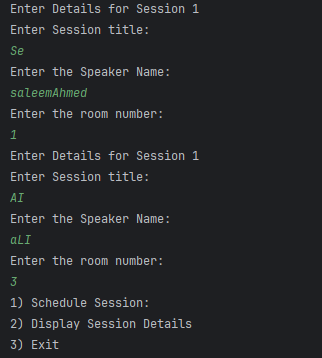 Enter Details for Session 1
Enter Session title:
Se
Enter the Speaker Name:
saleemAhmed
Enter the room number:
1
Enter Details for Session 1
Enter Session title:
AI
Enter the Speaker Name:
aLI
Enter the room number:
3
1) Schedule Session:
2) Display Session Details
3) Exit